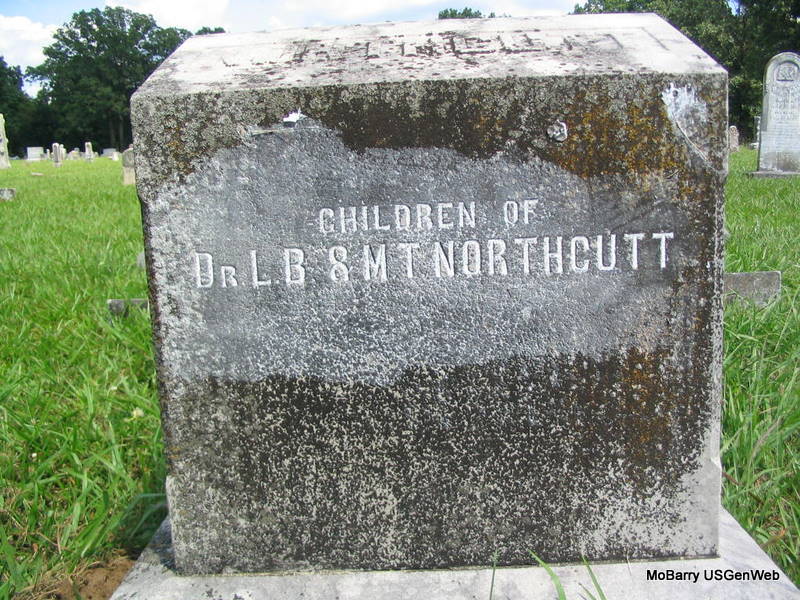 CHILDREN OF
DR L.B. & M T NORTHCUTT
MoBarry USGenWeb